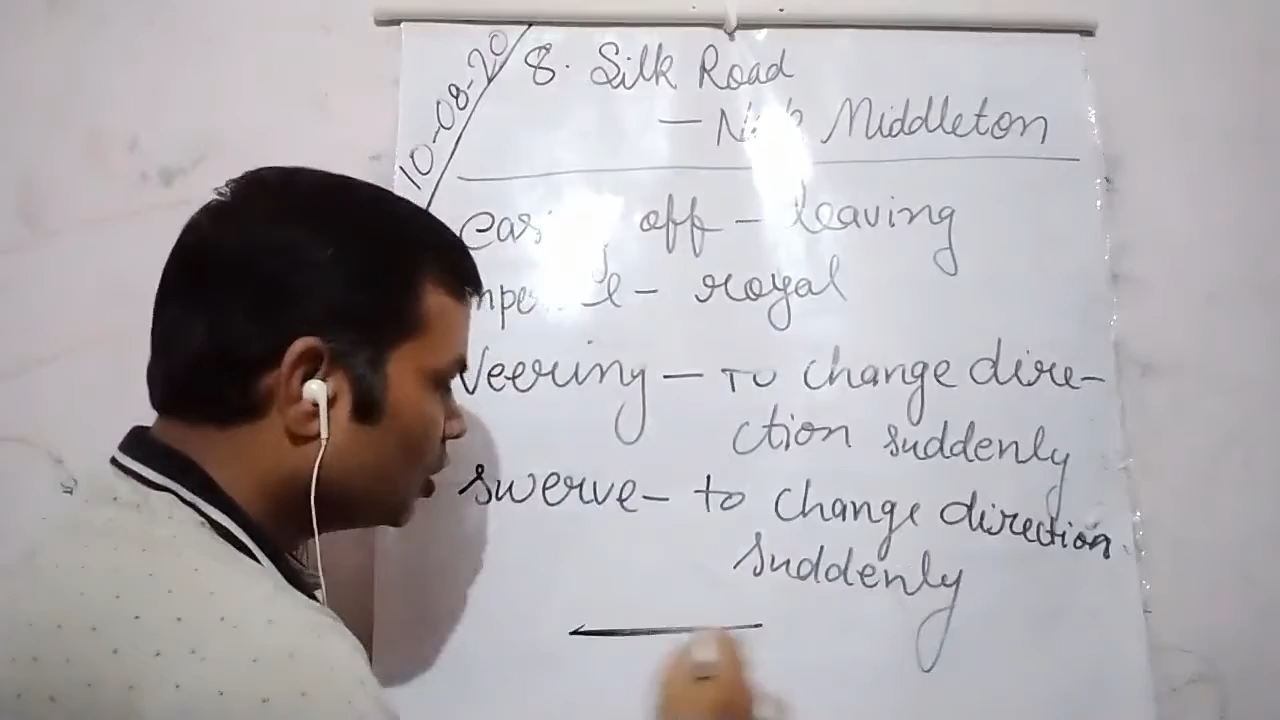 10-08-20
8. Silk Road
— Middleton
off - leaving
- royal
Veering - To change dire-
ction suddenly
swerve - to change direction
suddenly